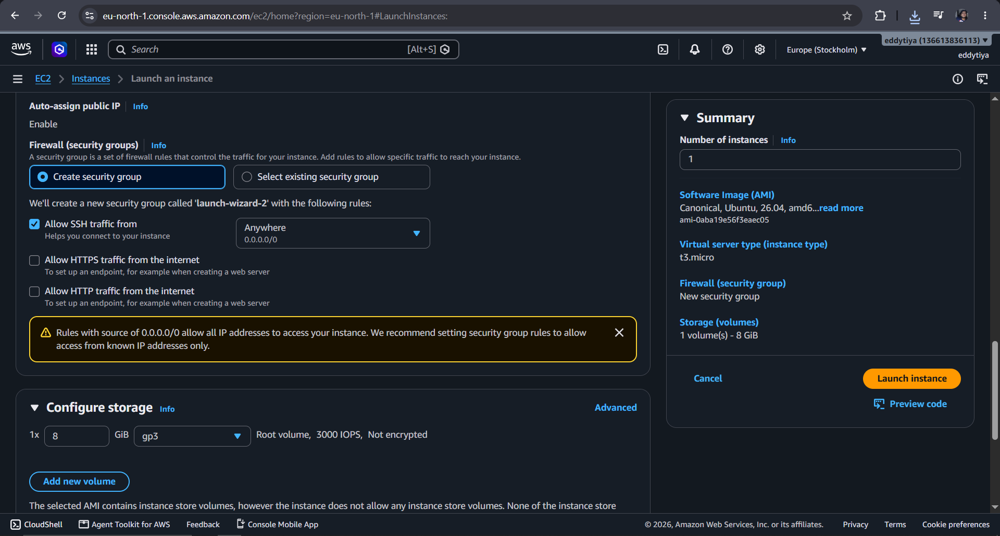 eu-north-1.console.aws.amazon.com/ec2/home?region=eu-north-1#LaunchInstances:
aws
Search
[Alt+S]
Europe (Stockholm)
eddytiya (136613836113)
eddytiya
EC2
Instances
Launch an instance
Auto-assign public IP
Info
Enable
Firewall (security groups)
Info
A security group is a set of firewall rules that control the traffic for your instance. Add rules to allow specific traffic to reach your instance.
Create security group
Select existing security group
We'll create a new security group called 'launch-wizard-2' with the following rules:
Allow SSH traffic from
Helps you connect to your instance
Anywhere
0.0.0.0/0
Allow HTTPS traffic from the internet
To set up an endpoint, for example when creating a web server
Allow HTTP traffic from the internet
To set up an endpoint, for example when creating a web server
Rules with source of 0.0.0.0/0 allow all IP addresses to access your instance. We recommend setting security group rules to allow
access from known IP addresses only.
Configure storage
Info
Advanced
1x
8
GiB
gp3
Root volume, 3000 IOPS, Not encrypted
Add new volume
The selected AMI contains instance store volumes, however the instance does not allow any instance store volumes. None of the instance store
Summary
Number of instances
Info
1
Software Image (AMI)
Canonical, Ubuntu, 26.04, amd6...read more
ami-0aba19e56f3eaec05
Virtual server type (instance type)
t3.micro
Firewall (security group)
New security group
Storage (volumes)
1 volume(s) - 8 GiB
Cancel
Launch instance
Preview code
CloudShell
Agent Toolkit for AWS
Feedback
Console Mobile App
© 2026, Amazon Web Services, Inc. or its affiliates.
Privacy
Terms
Cookie preferences